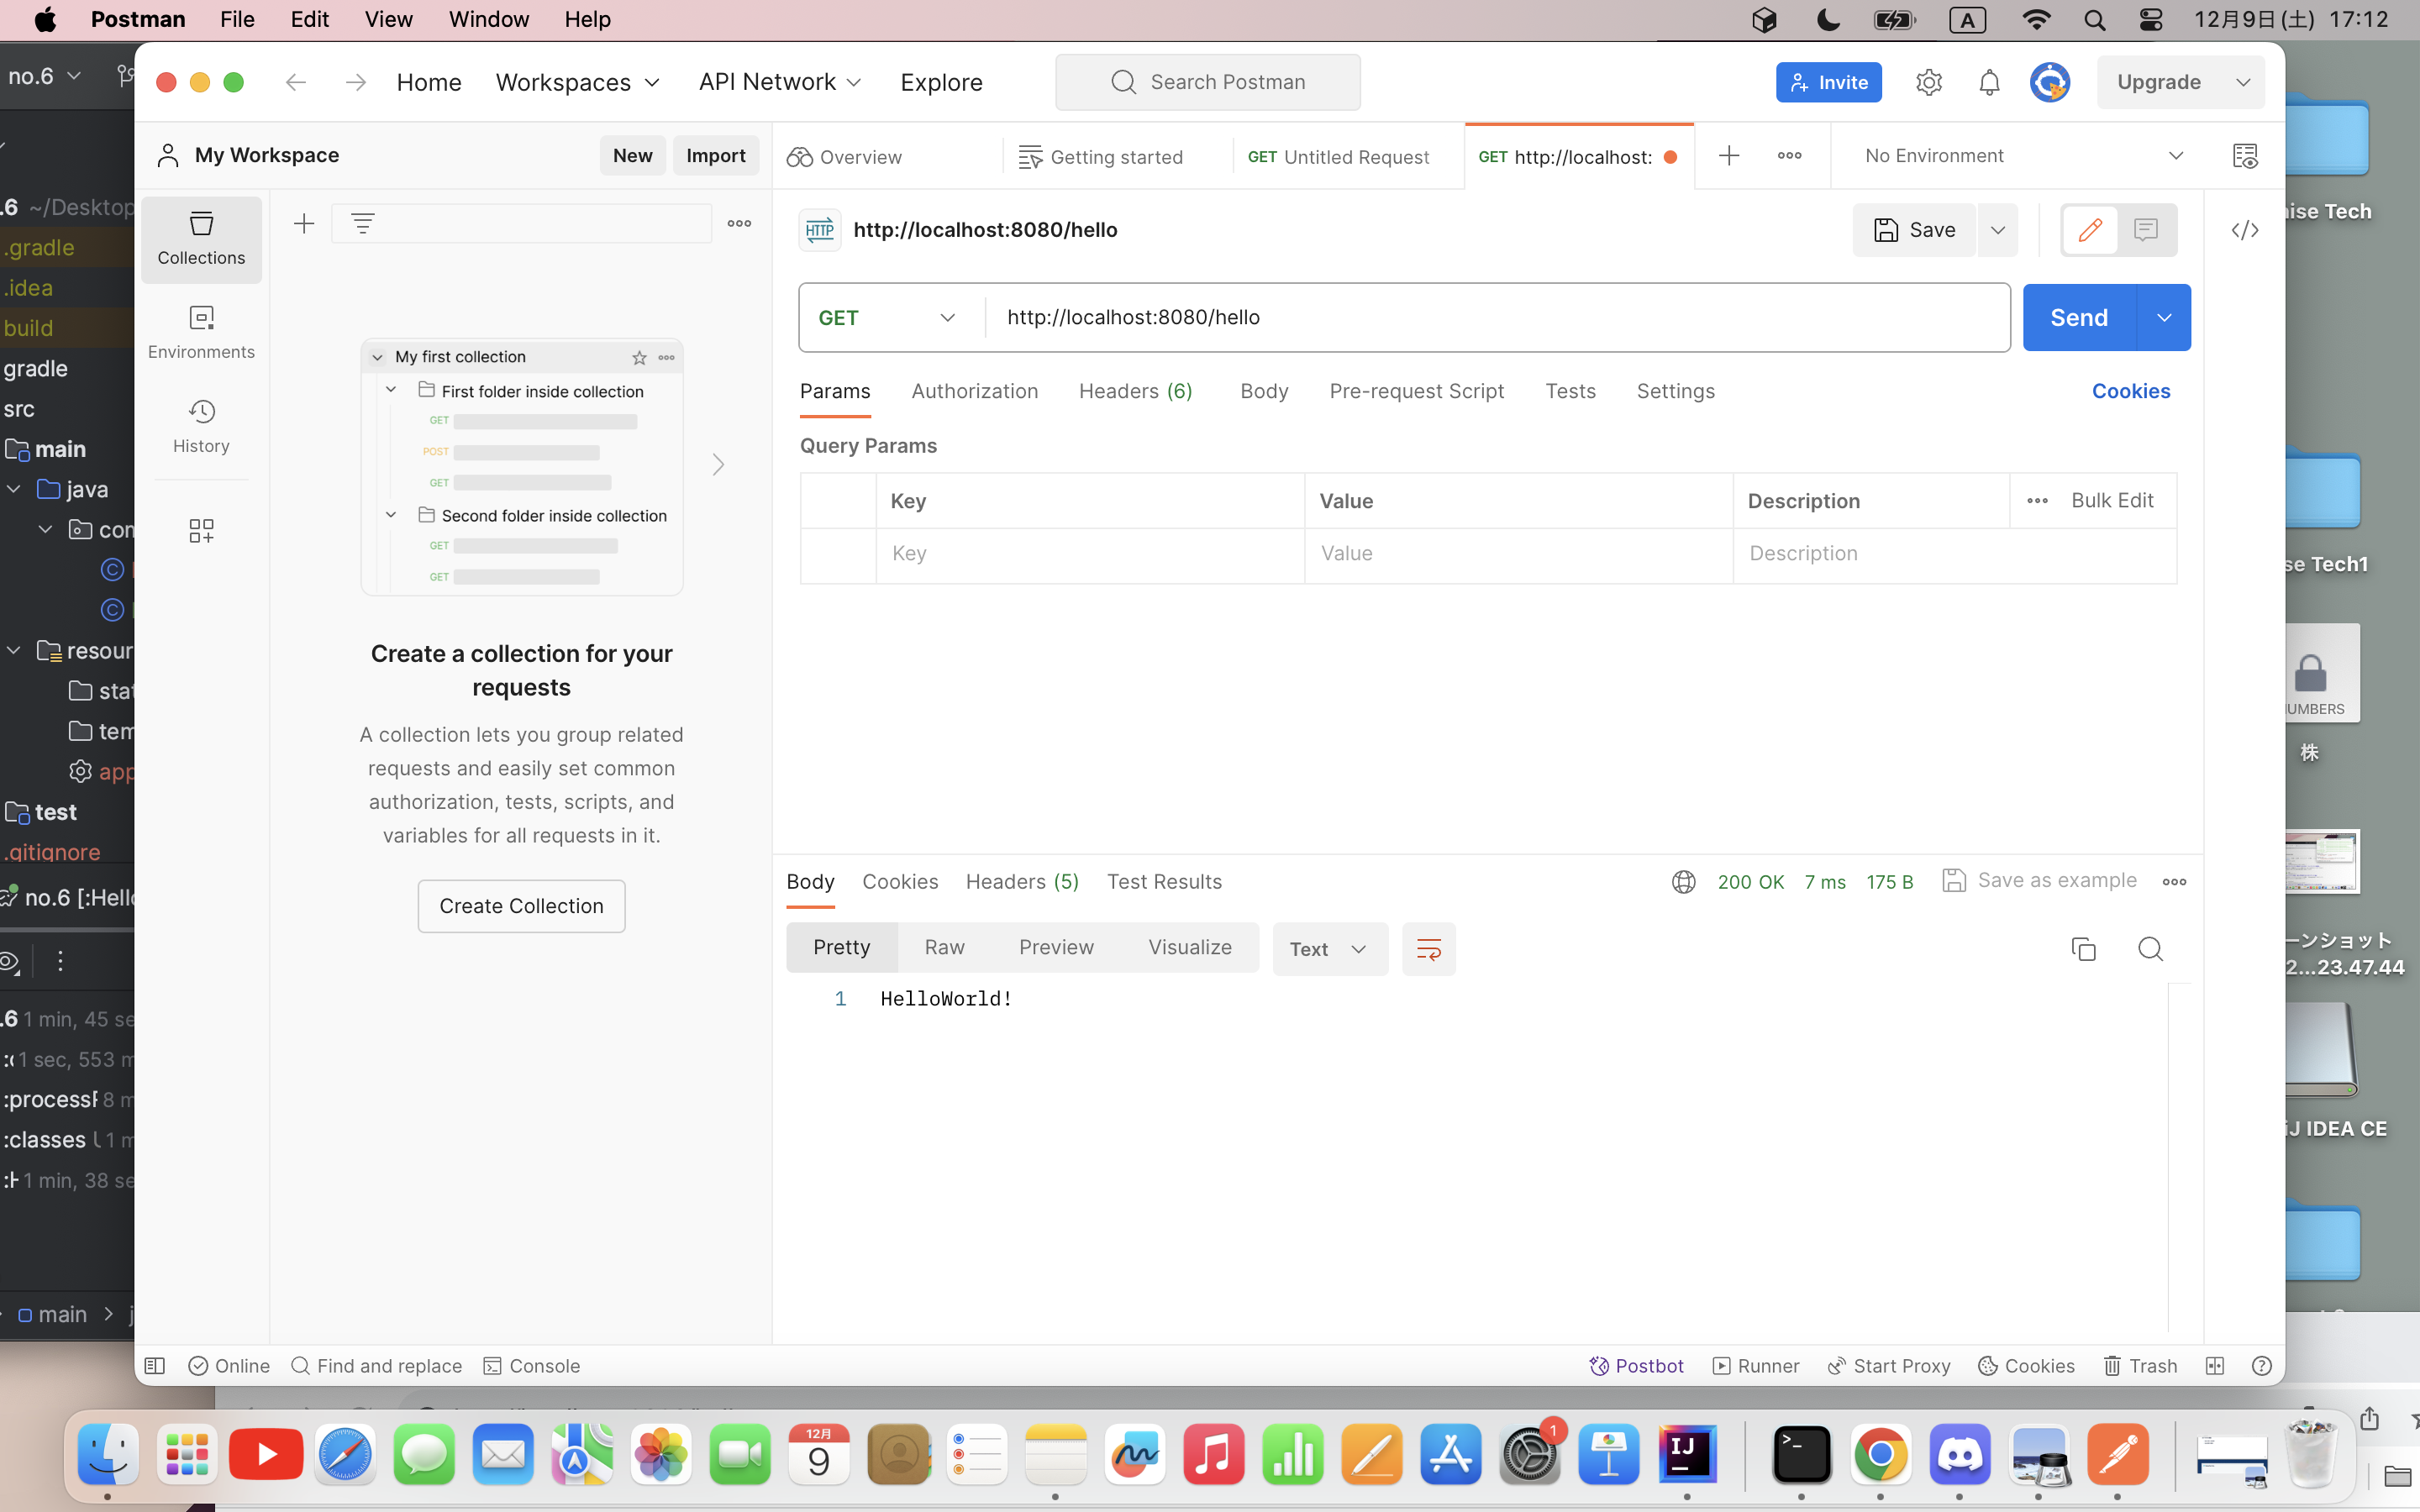 Postman File Edit View Window Help
A 12月9日(土) 17:12
no.6
Home Workspaces API Network Explore
Search Postman
Invite
Upgrade
My Workspace
New Import
Overview
Getting started
GET Untitled Request
GET http://localhost:
No Environment
.6 ~/Desktop
.gradle
.idea
build
gradle
src
main
java
resour
test
.gitignore
no.6 [:Hello
.6 1 min, 45 se
1 sec, 553 m
8 m
:classes
1 min, 38 se
main
Collections
Environments
History
My first collection
First folder inside collection
GET
POST
GET
Second folder inside collection
GET
GET
Create a collection for your
requests
A collection lets you group related
requests and easily set common
authorization, tests, scripts, and
variables for all requests in it.
Create Collection
HTTP http://localhost:8080/hello
Save
GET http://localhost:8080/hello
Send
Params Authorization Headers (6) Body Pre-request Script Tests Settings
Cookies
Query Params
Key Value Description Bulk Edit
Key Value Description
Body Cookies Headers (5) Test Results
200 OK 7 ms 175 B Save as example
Pretty Raw Preview Visualize Text
1 HelloWorld!
Online Find and replace Console
Postbot Runner Start Proxy Cookies Trash
ise Tech
se Tech1
UMBERS
株
ーンショット
2...23.47.44
iJ IDEA CE
12月
9
1
IJ